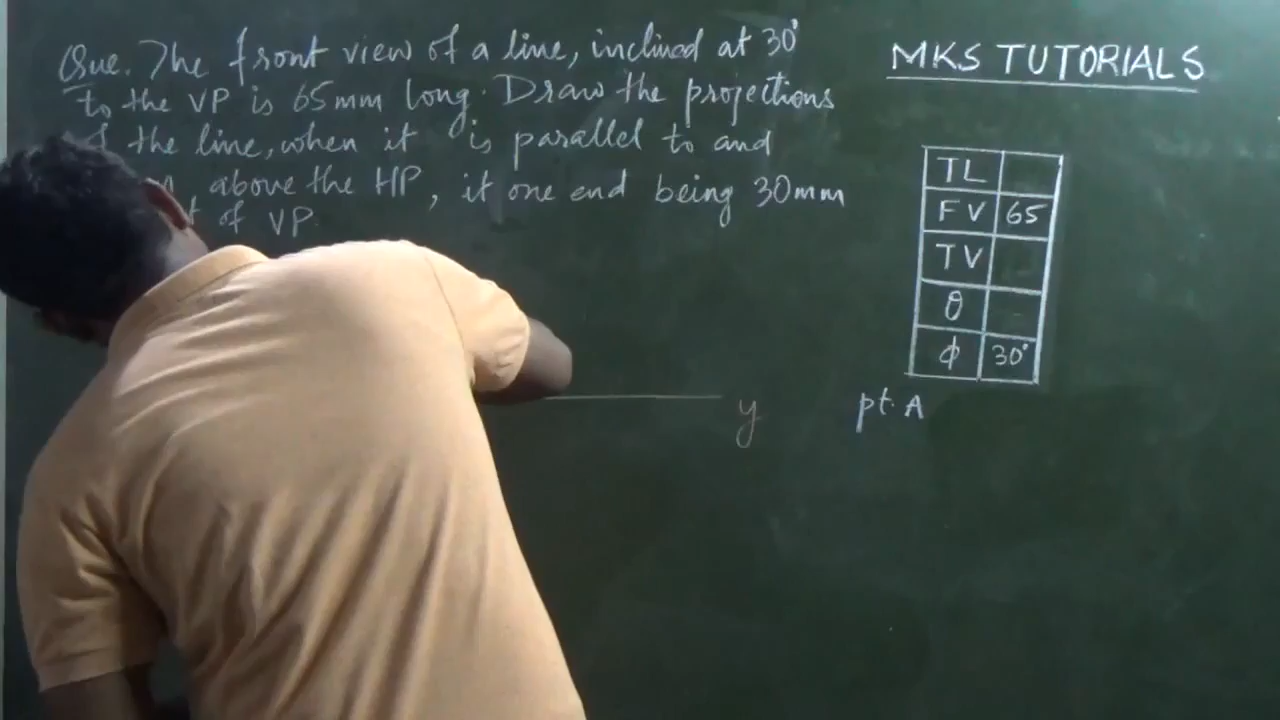 Que. The front view of a line, inclined at 30°
to the VP is 65mm long. Draw the projections
the line, when it is parallel to and
above the HP, it one end being 30mm
of VP.
MKS TUTORIALS
TL
FV 65
TV
θ
ϕ 30°
pt. A
y